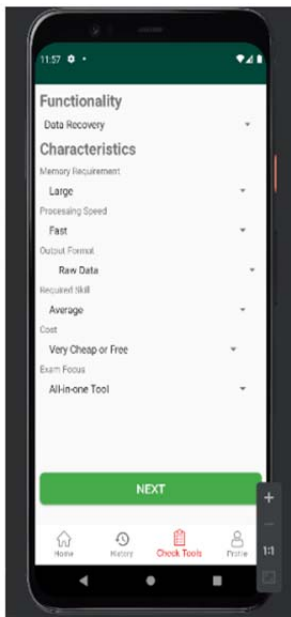 11:57
Functionality
Data Recovery
Characteristics
Memory Requirement
Large
Processing Speed
Fast
Output Format
Raw Data
Required Skill
Average
Cost
Very Cheap or Free
Exam Focus
All-in-one Tool
NEXT
Home History Check Tools Profile
1:1